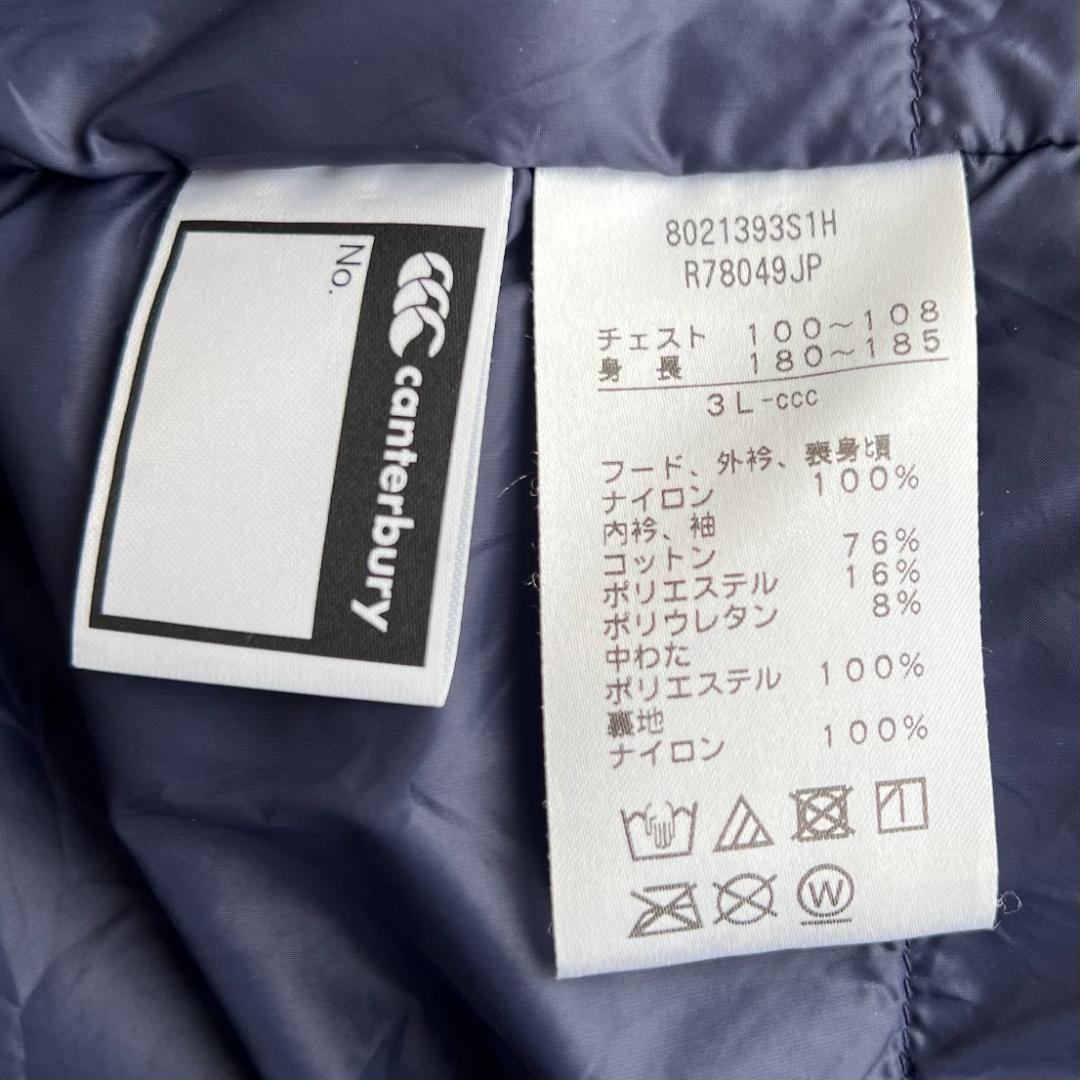 No.
canterbury
8021393S1H
R78049JP
チェスト 100～108
身長 180～185
3L-ccc
フード、外衿、裏身頃
ナイロン 100%
内衿、袖
コットン 76%
ポリエステル 16%
ポリウレタン 8%
中わた
ポリエステル 100%
裏地
ナイロン 100%
W